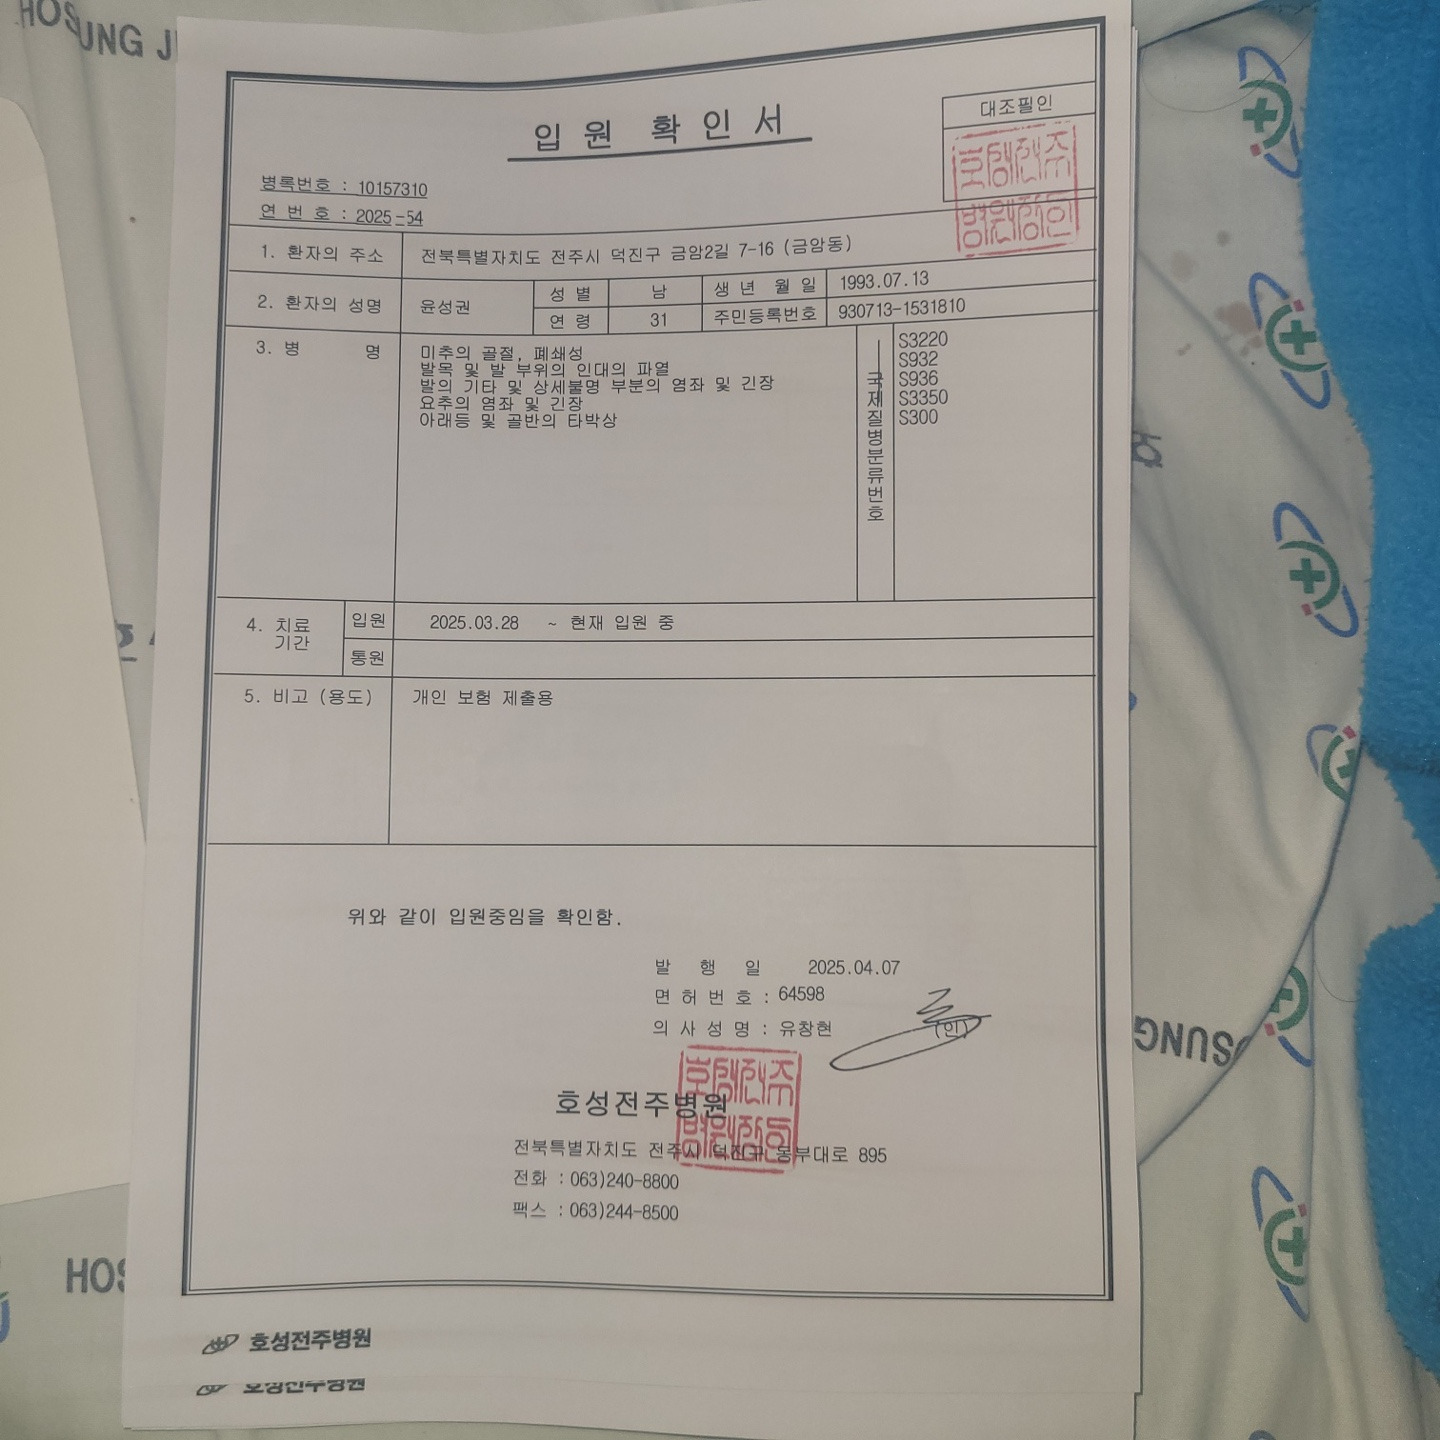 HOSUNG J
입 원 확 인 서
대조필인
병록번호 : 10157310
연 번 호 : 2025-54
1. 환자의 주소 전북특별자치도 전주시 덕진구 금암2길 7-16 (금암동)
2. 환자의 성명 윤성권 성 별 남 생 년 월 일 1993.07.13
연 령 31 주민등록번호 930713-1531810
3. 병 명 미추의 골절, 폐쇄성
발목 및 발 부위의 인대의 파열
발의 기타 및 상세불명 부분의 염좌 및 긴장
요추의 염좌 및 긴장
아래등 및 골반의 타박상
국제질병분류번호
S3220
S932
S936
S3350
S300
4. 치료 기간 입원 2025.03.28 ~ 현재 입원 중
통원
5. 비고 (용도) 개인 보험 제출용
위와 같이 입원중임을 확인함.
발 행 일 2025.04.07
면 허 번 호 : 64598
의 사 성 명 : 유창현 (인)
호성전주병원
전북특별자치도 전주시 덕진구 동부대로 895
전화 : 063)240-8800
팩스 : 063)244-8500
호성전주병원
호성전주병원
HOS
OSUNG